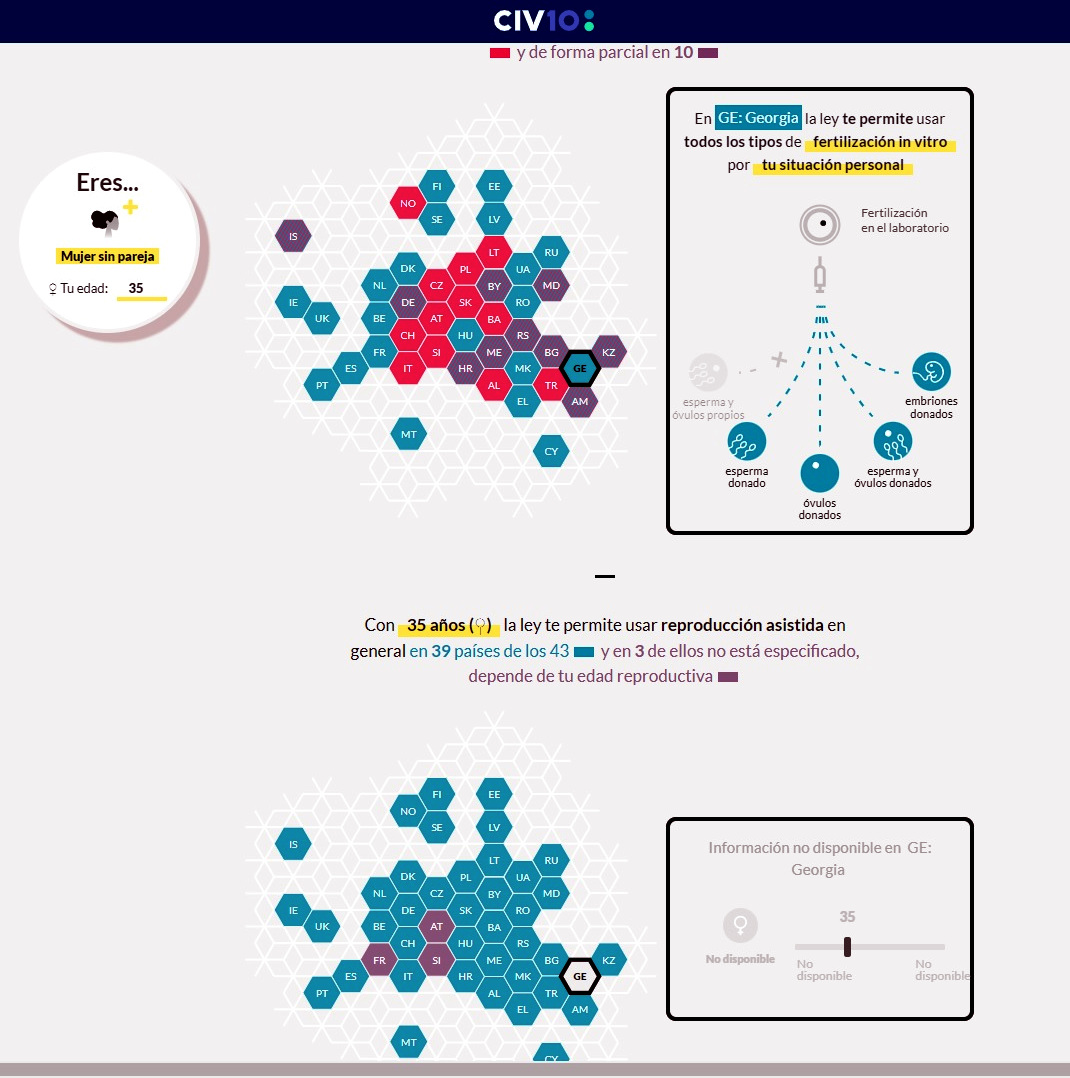 CIV10
y de forma parcial en 10
En GE: Georgia la ley te permite usar
todos los tipos de fertilización in vitro
por tu situación personal
Fertilización
en el laboratorio
esperma y
óvulos propios
embriones
donados
esperma
donado
esperma y
óvulos donados
óvulos
donados
Eres...
Mujer sin pareja
♀ Tu edad: 35
FI
EE
NO
SE
LV
IS
LT
RU
DK
PL
UA
NL
CZ
BY
MD
IE
DE
SK
RO
UK
BE
AT
BA
CH
HU
RS
FR
SI
ME
BG
KZ
ES
IT
HR
MK
GE
PT
AL
TR
EL
AM
MT
CY
Con 35 años (♀) la ley te permite usar reproducción asistida en
general en 39 países de los 43 y en 3 de ellos no está especificado,
depende de tu edad reproductiva
FI
EE
NO
SE
LV
IS
LT
RU
DK
PL
UA
NL
CZ
BY
MD
IE
DE
SK
RO
UK
BE
AT
BA
CH
HU
RS
FR
SI
ME
BG
KZ
ES
IT
HR
MK
GE
PT
AL
TR
EL
AM
MT
CY
Información no disponible en GE:
Georgia
35
No disponible
No
disponible
No
disponible